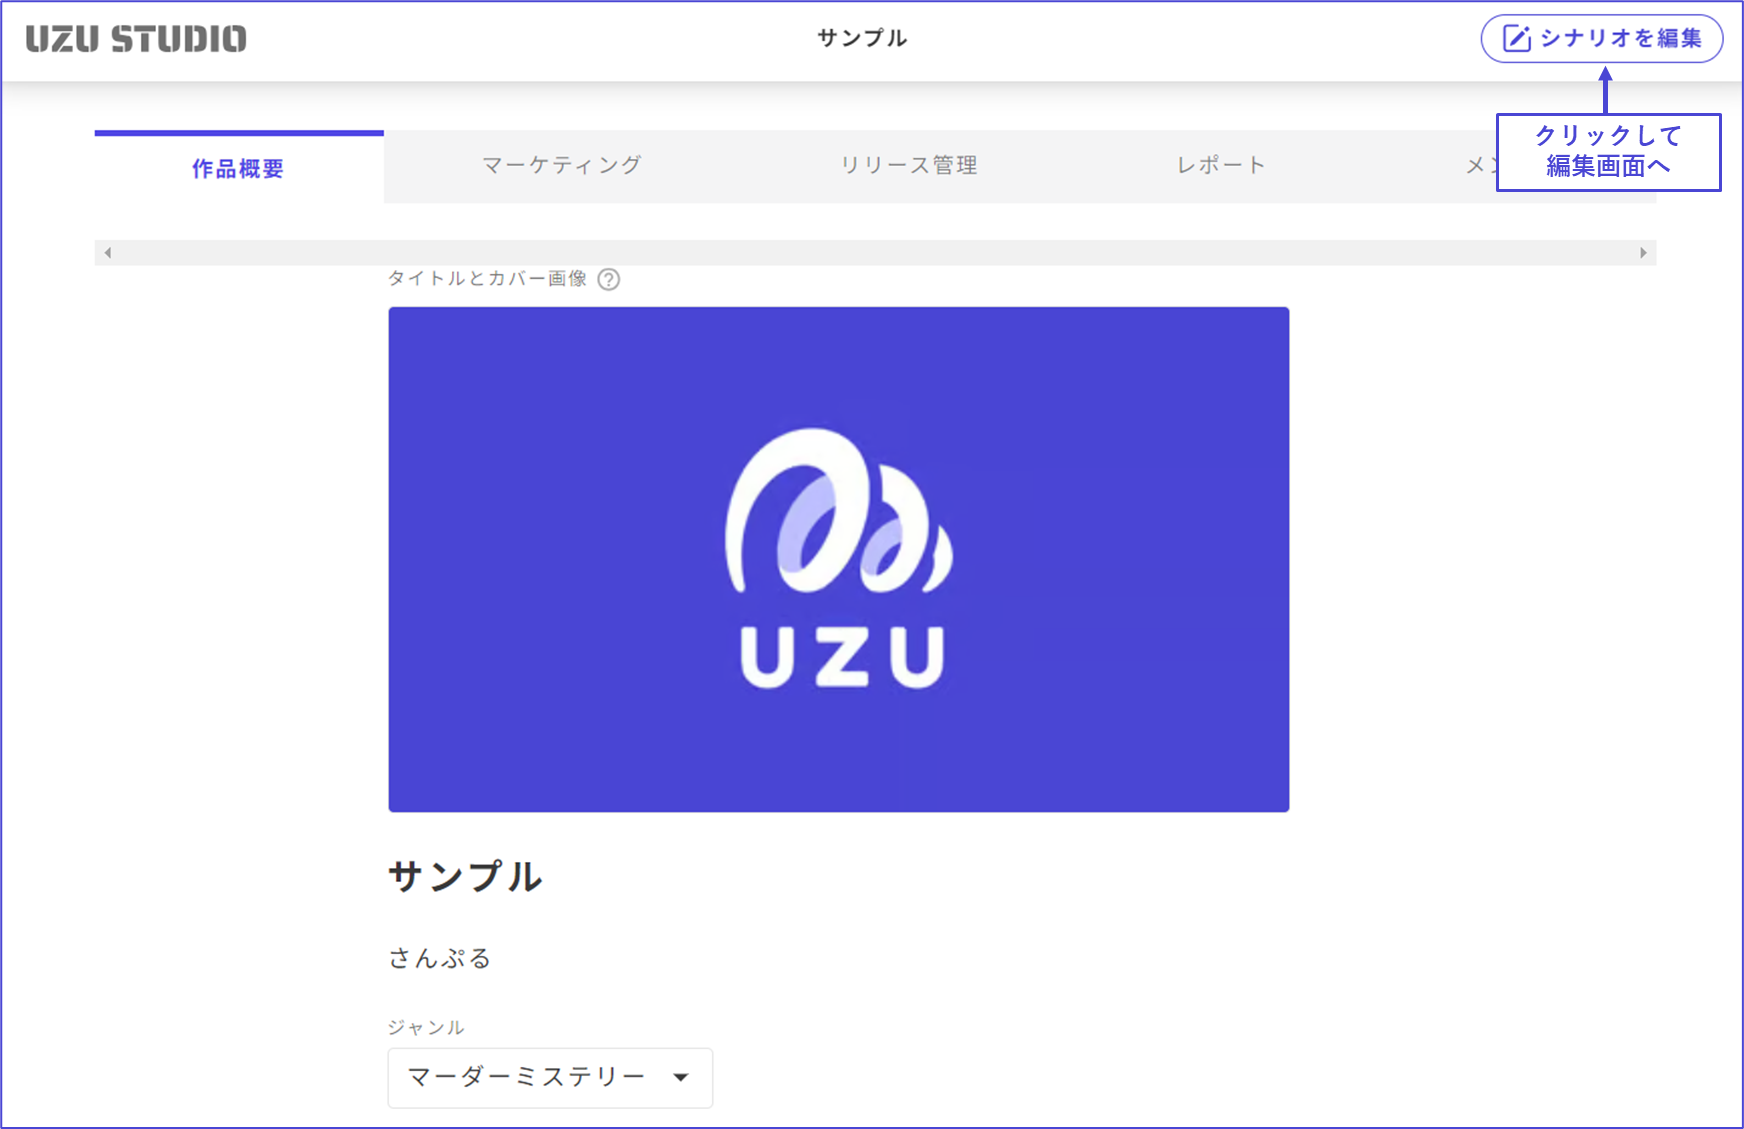 UZU STUDIO
サンプル
シナリオを編集
クリックして
編集画面へ
作品概要
マーケティング
リリース管理
レポート
メン
タイトルとカバー画像
UZU
サンプル
さんぷる
ジャンル
マーダーミステリー